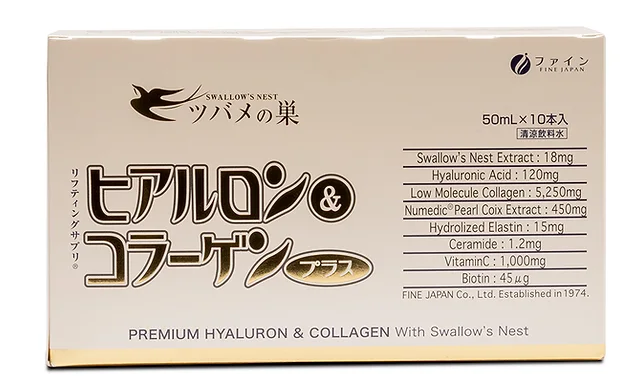 ファイン
FINE JAPAN
SWALLOW'S NEST
ツバメの巣
50mL×10本入
清涼飲料水
リフティングサプリ®
ヒアルロン&
コラーゲン プラス
Swallow's Nest Extract : 18mg
Hyaluronic Acid : 120mg
Low Molecule Collagen : 5,250mg
Numedic® Pearl Coix Extract : 450mg
Hydrolized Elastin : 15mg
Ceramide : 1.2mg
VitaminC : 1,000mg
Biotin : 45μg
FINE JAPAN Co., Ltd. Established in 1974.
PREMIUM HYALURON & COLLAGEN With Swallow's Nest